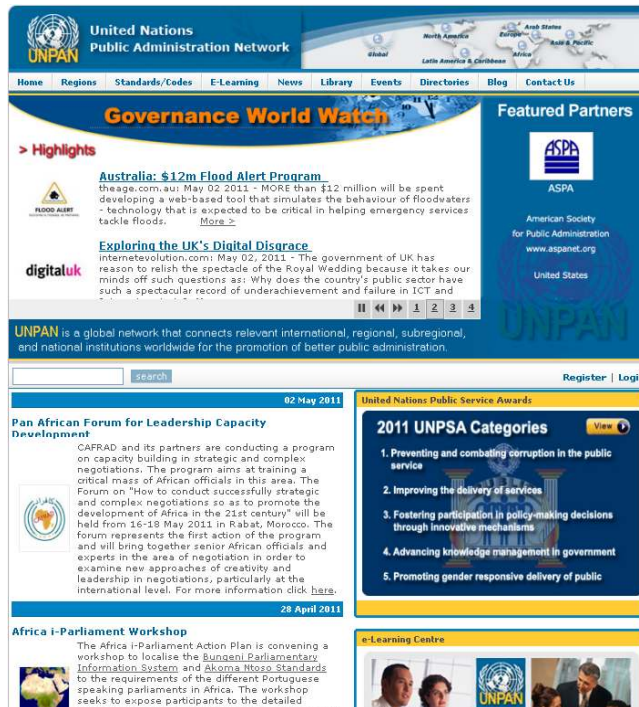 UNPAN
United Nations
Public Administration Network
Global
North America
Latin America & Caribbean
Europe
Africa
Arab States
Asia & Pacific
Home Regions Standards/Codes E-Learning News Library Events Directories Blog Contact Us
Governance World Watch
> Highlights
FLOOD ALERT
Australia: $12m Flood Alert Program
theage.com.au: May 02 2011 - MORE than $12 million will be spent
developing a web-based tool that simulates the behaviour of floodwaters
- technology that is expected to be critical in helping emergency services
tackle floods. More >
digitaluk
Exploring the UK's Digital Disgrace
internetevolution.com: May 02, 2011 - The government of UK has
reason to relish the spectacle of the Royal Wedding because it takes our
minds off such questions as: Why does the country's public sector have
such a spectacular record of underachievement and failure in ICT and
1 2 3 4
Featured Partners
ASPA
ASPA
American Society
for Public Administration
www.aspanet.org
United States
UNPAN
UNPAN is a global network that connects relevant international, regional, subregional,
and national institutions worldwide for the promotion of better public administration.
search
Register | Logi
02 May 2011
Pan African Forum for Leadership Capacity
Development
CAFRAD and its partners are conducting a program
on capacity building in strategic and complex
negotiations. The program aims at training a
critical mass of African officials in this area. The
Forum on "How to conduct successfully strategic
and complex negotiations so as to promote the
development of Africa in the 21st century" will be
held from 16-18 May 2011 in Rabat, Morocco. The
forum represents the first action of the program
and will bring together senior African officials and
experts in the area of negotiation in order to
examine new approaches of creativity and
leadership in negotiations, particularly at the
international level. For more information click here.
28 April 2011
Africa i-Parliament Workshop
The Africa i-Parliament Action Plan is convening a
workshop to localise the Bungeni Parliamentary
Information System and Akoma Ntoso Standards
to the requirements of the different Portuguese
speaking parliaments in Africa. The workshop
seeks to expose participants to the detailed
United Nations Public Service Awards
2011 UNPSA Categories
View
1. Preventing and combating corruption in the public
service
2. Improving the delivery of services
3. Fostering participation in policy-making decisions
through innovative mechanisms
4. Advancing knowledge management in government
5. Promoting gender responsive delivery of public
e-Learning Centre
UNPAN